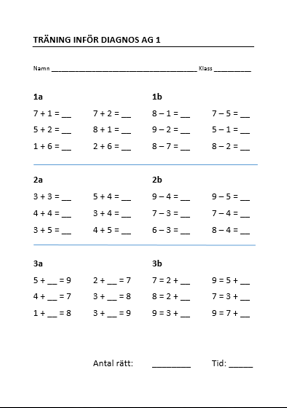 TRÄNING INFÖR DIAGNOS AG 1
Namn ______________________ Klass __________
1a 1b
7 + 1 = __ 7 + 2 = __ 8 – 1 = __ 7 – 5 = __
5 + 2 = __ 8 + 1 = __ 9 – 2 = __ 5 – 1 = __
1 + 6 = __ 2 + 6 = __ 8 – 7 = __ 8 – 2 = __
2a 2b
3 + 3 = __ 5 + 4 = __ 9 – 4 = __ 9 – 5 = __
4 + 4 = __ 3 + 4 = __ 7 – 3 = __ 7 – 4 = __
3 + 5 = __ 4 + 5 = __ 6 – 3 = __ 8 – 4 = __
3a 3b
5 + __ = 9 2 + __ = 7 7 = 2 + __ 9 = 5 + __
4 + __ = 7 3 + __ = 8 8 = 2 + __ 7 = 3 + __
1 + __ = 8 3 + __ = 9 9 = 3 + __ 9 = 7 + __
Antal rätt: ________ Tid: _____